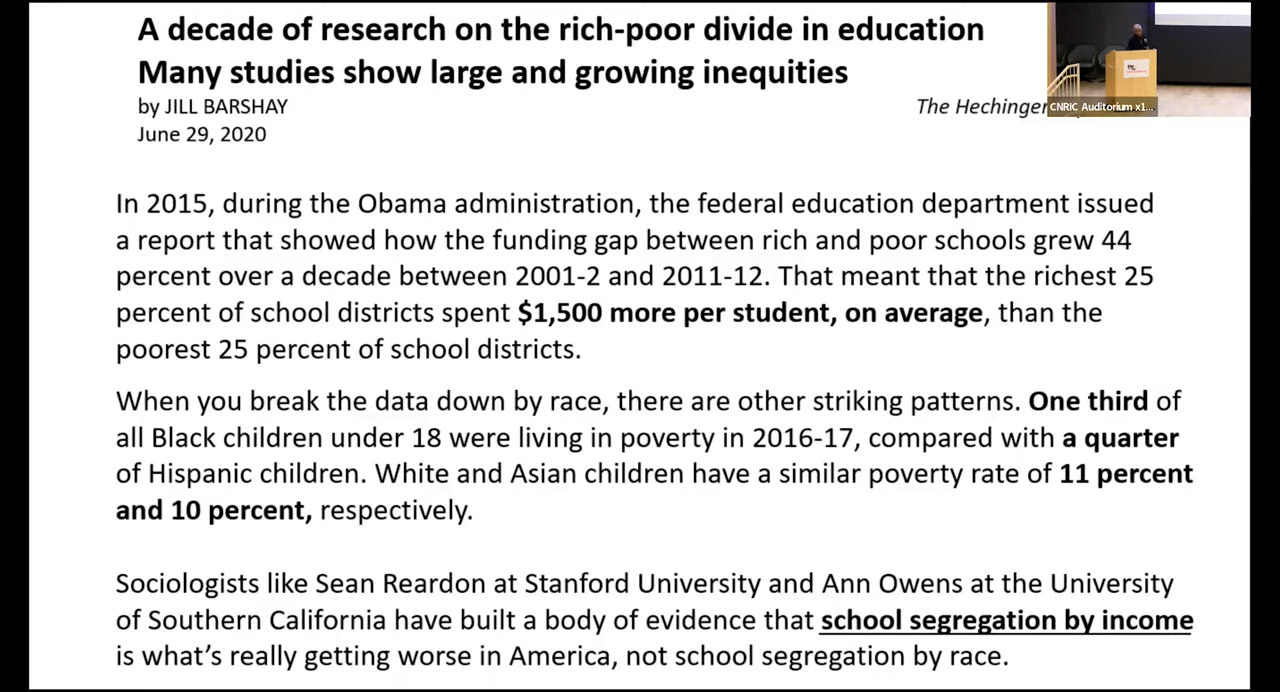 A decade of research on the rich-poor divide in education
Many studies show large and growing inequities
by JILL BARSHAY
The Hechinger
June 29, 2020
CNRIC Auditorium x1...
In 2015, during the Obama administration, the federal education department issued
a report that showed how the funding gap between rich and poor schools grew 44
percent over a decade between 2001-2 and 2011-12. That meant that the richest 25
percent of school districts spent $1,500 more per student, on average, than the
poorest 25 percent of school districts.
When you break the data down by race, there are other striking patterns. One third of
all Black children under 18 were living in poverty in 2016-17, compared with a quarter
of Hispanic children. White and Asian children have a similar poverty rate of 11 percent
and 10 percent, respectively.
Sociologists like Sean Reardon at Stanford University and Ann Owens at the University
of Southern California have built a body of evidence that school segregation by income
is what's really getting worse in America, not school segregation by race.